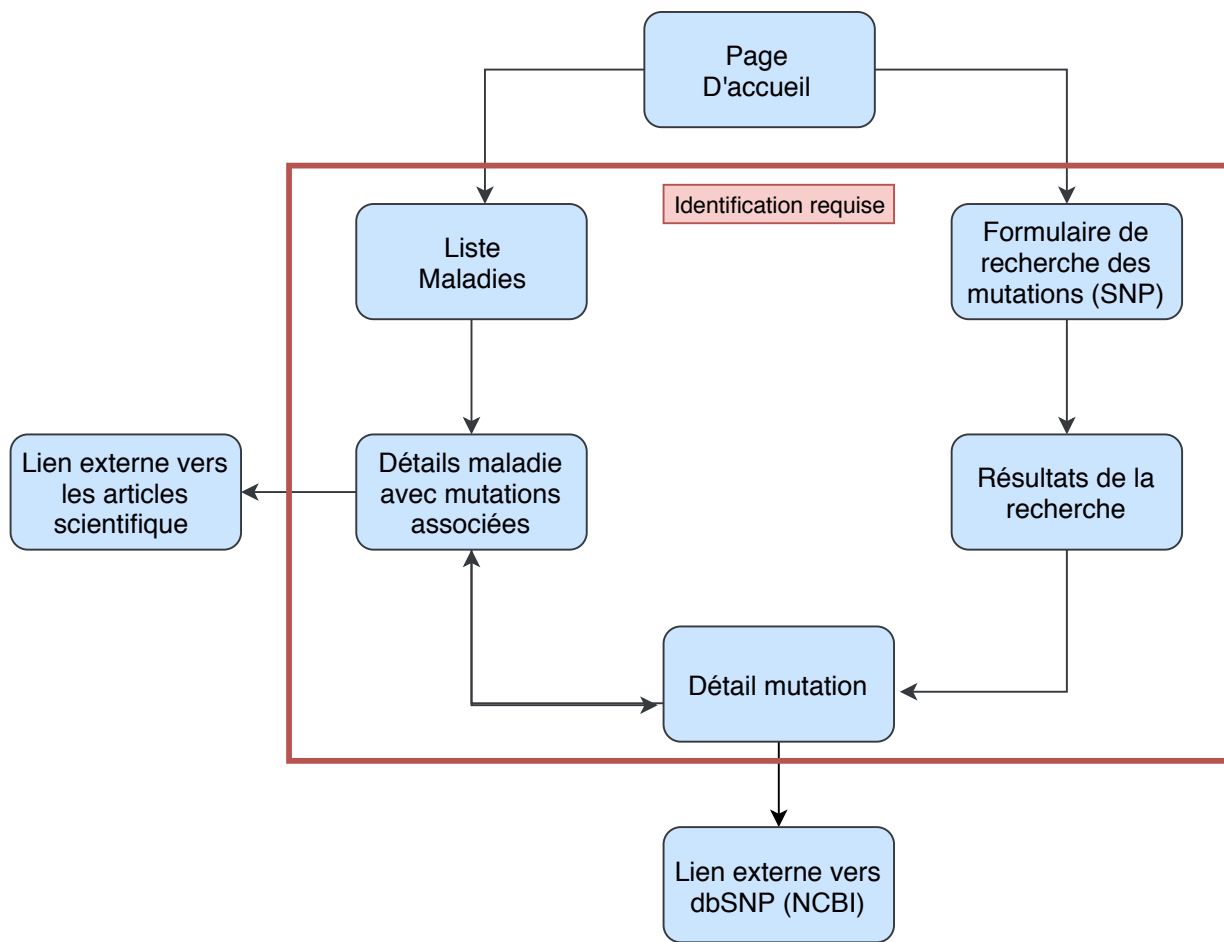 Page
D'accueil
Identification requise
Liste
Maladies
Formulaire de
recherche des
mutations (SNP)
Lien externe vers
les articles
scientifique
Détails maladie
avec mutations
associées
Résultats de la
recherche
Détail mutation
Lien externe vers
dbSNP (NCBI)